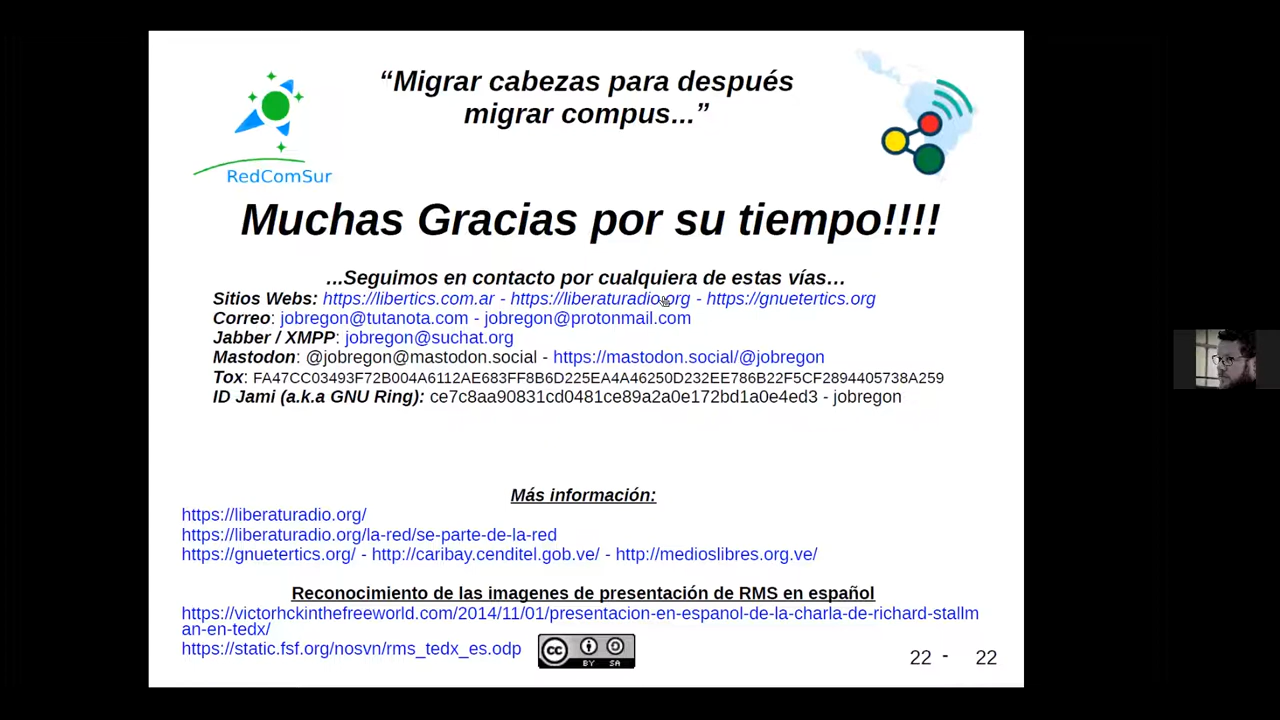 “Migrar cabezas para después
migrar compus...”
RedComSur
Muchas Gracias por su tiempo!!!!
...Seguimos en contacto por cualquiera de estas vías...
Sitios Webs: https://libertics.com.ar - https://liberaturadio.org - https://gnuetertics.org
Correo: jobregon@tutanota.com - jobregon@protonmail.com
Jabber / XMPP: jobregon@suchat.org
Mastodon: @jobregon@mastodon.social - https://mastodon.social/@jobregon
Tox: FA47CC03493F72B004A6112AE683FF8B6D225EA4A46250D232EE786B22F5CF2894405738A259
ID Jami (a.k.a GNU Ring): ce7c8aa90831cd0481ce89a2a0e172bd1a0e4ed3 - jobregon
Más información:
https://liberaturadio.org/
https://liberaturadio.org/la-red/se-parte-de-la-red
https://gnuetertics.org/ - http://caribay.cenditel.gob.ve/ - http://medioslibres.org.ve/
Reconocimiento de las imagenes de presentación de RMS en español
https://victorhckinthefreeworld.com/2014/11/01/presentacion-en-espanol-de-la-charla-de-richard-stallm
an-en-tedx/
https://static.fsf.org/nosvn/rms_tedx_es.odp
cc BY SA
22 - 22